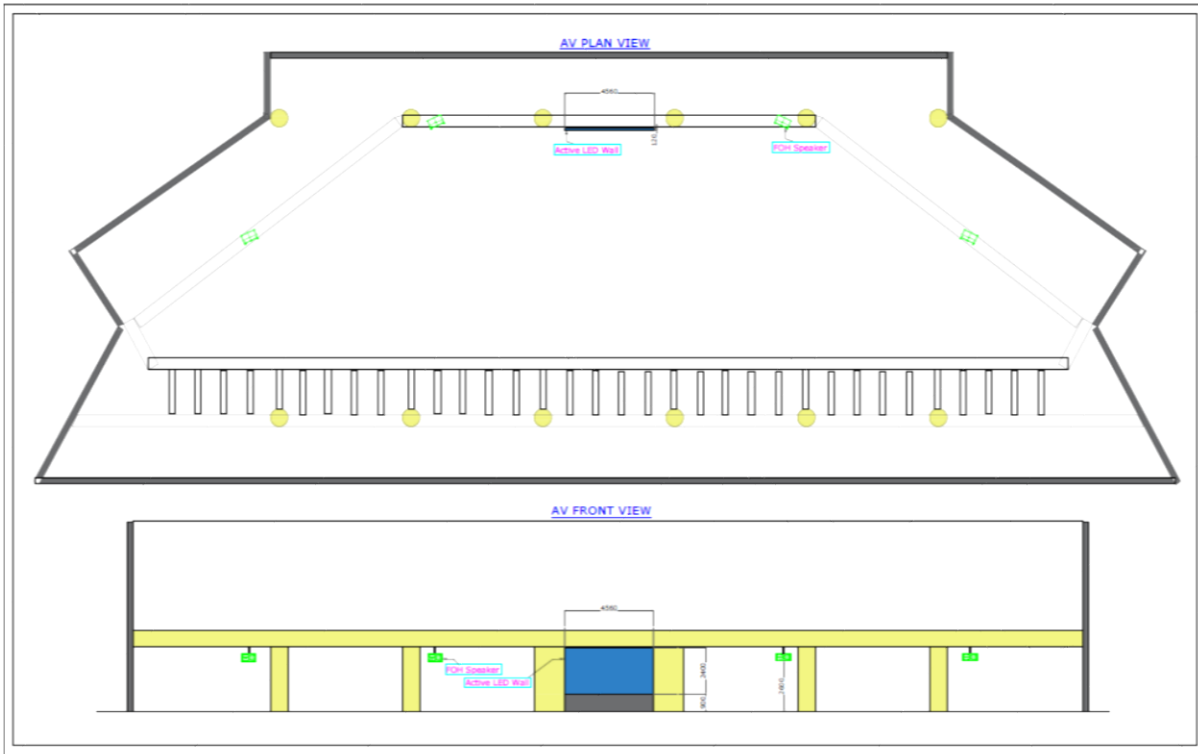 AV PLAN VIEW
4560
120
Active LED Wall
FOH Speaker
AV FRONT VIEW
4560
FOH Speaker
Active LED Wall
2400
900